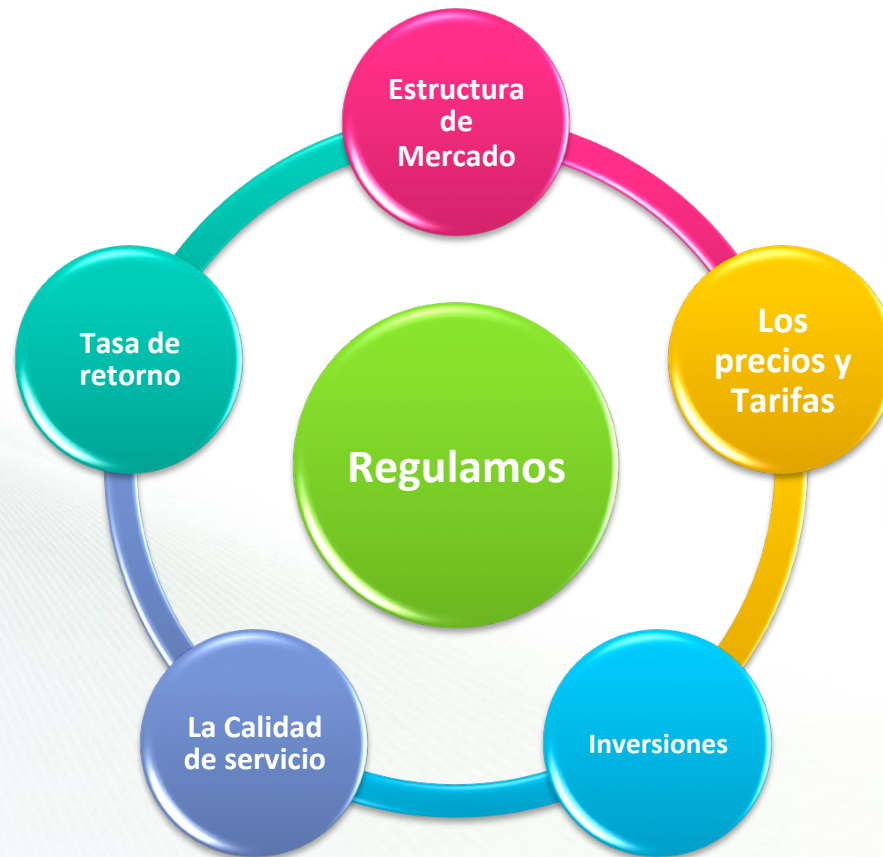 Estructura
de
Mercado
Los
precios y
Tarifas
Tasa de
retorno
Regulamos
La Calidad
de servicio
Inversiones